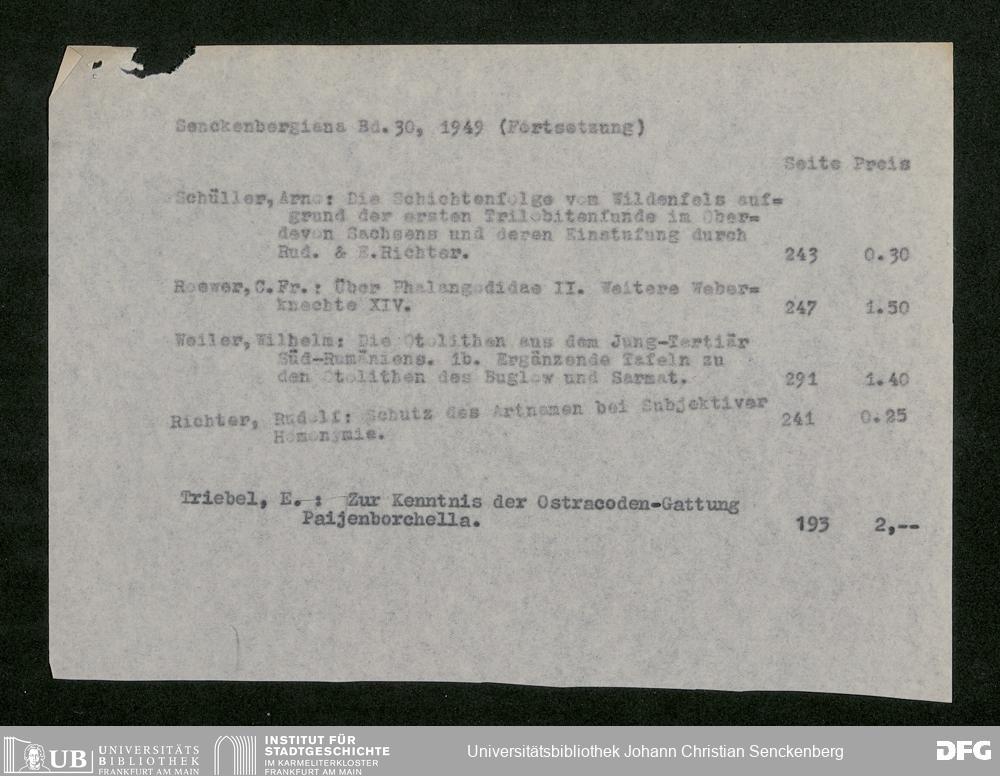 Senckenbergiana Bd.30, 1949 (Fortsetzung)
Seite Preis
Schüller, Arno: Die Schichtenfolge vom Wildenfels auf=
grund der ersten Trilobitenfunde im Ober=
devon Sachsens und deren Einstufung durch
Rud. & E.Richter. 243 0.30
Roewer,C.Fr.: Über Phalangodidae II. Weitere Weber=
knechte XIV. 247 1.50
Weiler,Wilhelm: Die Otolithen aus dem Jung-Tertiär
Süd-Rumäniens. 1b. Ergänzende Tafeln zu
den Otolithen des Buglow und Sarmat. 291 1.40
Richter, Rudolf: Schutz des Artnamen bei Subjektiver 241 0.25
Homonymie.
Triebel, E. : Zur Kenntnis der Ostracoden-Gattung
Paijenborchella. 193 2,--
UB UNIVERSITÄTS
BIBLIOTHEK
FRANKFURT AM MAIN
INSTITUT FÜR
STADTGESCHICHTE
IM KARMELITERKLOSTER
FRANKFURT AM MAIN
Universitätsbibliothek Johann Christian Senckenberg
DFG